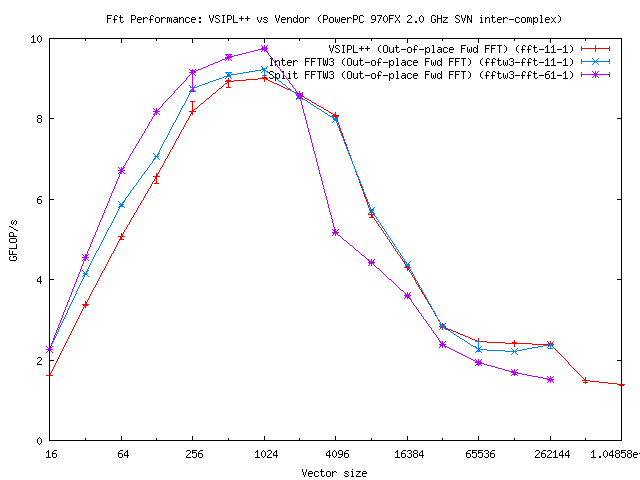 Fft Performance: VSIPL++ vs Vendor (PowerPC 970FX 2.0 GHz SVN inter-complex)
VSIPL++ (Out-of-place Fwd FFT) (fft-11-1)
Inter FFTW3 (Out-of-place Fwd FFT) (fftw3-fft-11-1)
Split FFTW3 (Out-of-place Fwd FFT) (fftw3-fft-61-1)
GFLOP/s
10
8
6
4
2
0
16 64 256 1024 4096 16384 65536 262144 1.04858e+
Vector size